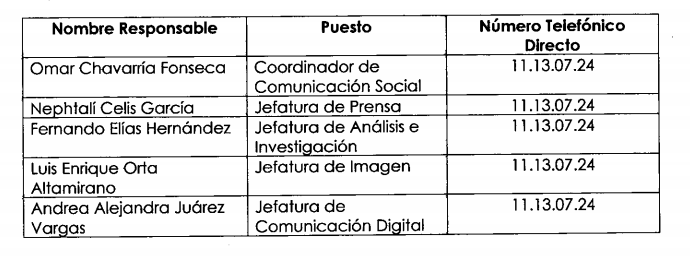 Nombre Responsable Puesto Número Telefónico
Directo
Omar Chavarría Fonseca Coordinador de 11.13.07.24
Comunicación Social
Nephtalí Celis García Jefatura de Prensa 11.13.07.24
Fernando Elías Hernández Jefatura de Análisis e 11.13.07.24
Investigación
Luis Enrique Orta Jefatura de Imagen 11.13.07.24
Altamirano
Andrea Alejandra Juárez Jefatura de 11.13.07.24
Vargas Comunicación Digital